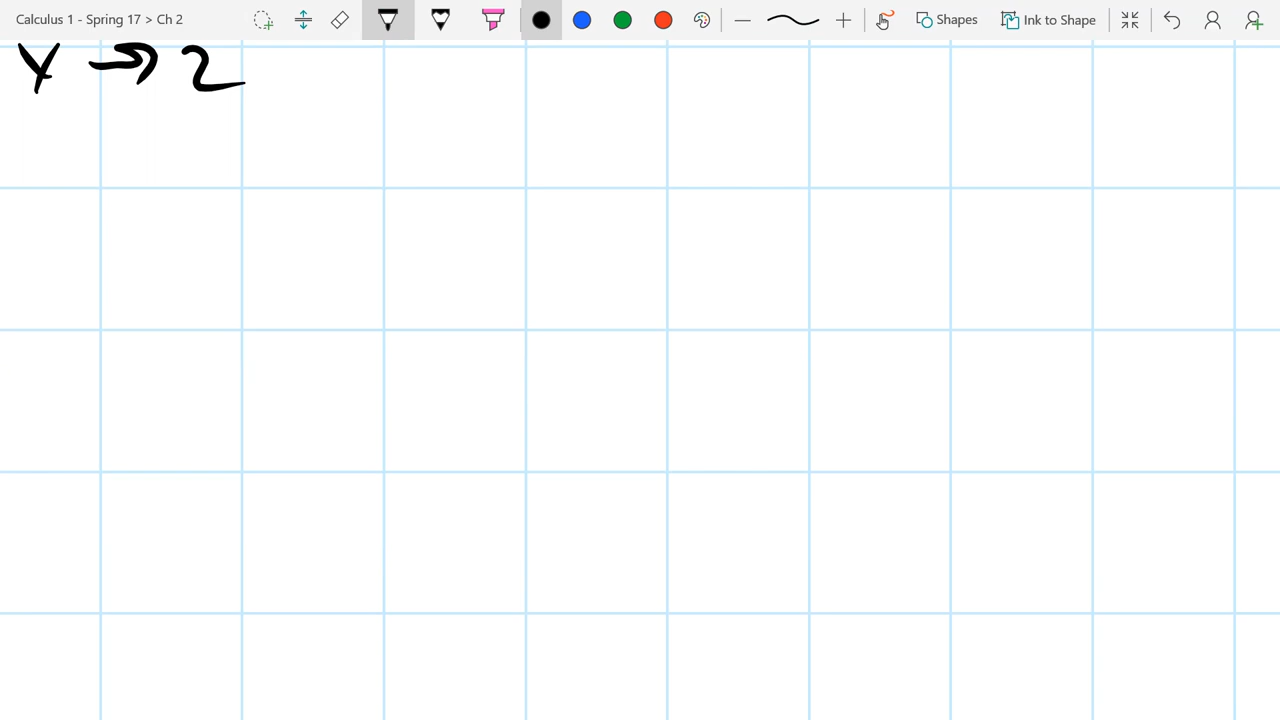 Calculus 1 - Spring 17 > Ch 2 Shapes Ink to Shape
x → 2